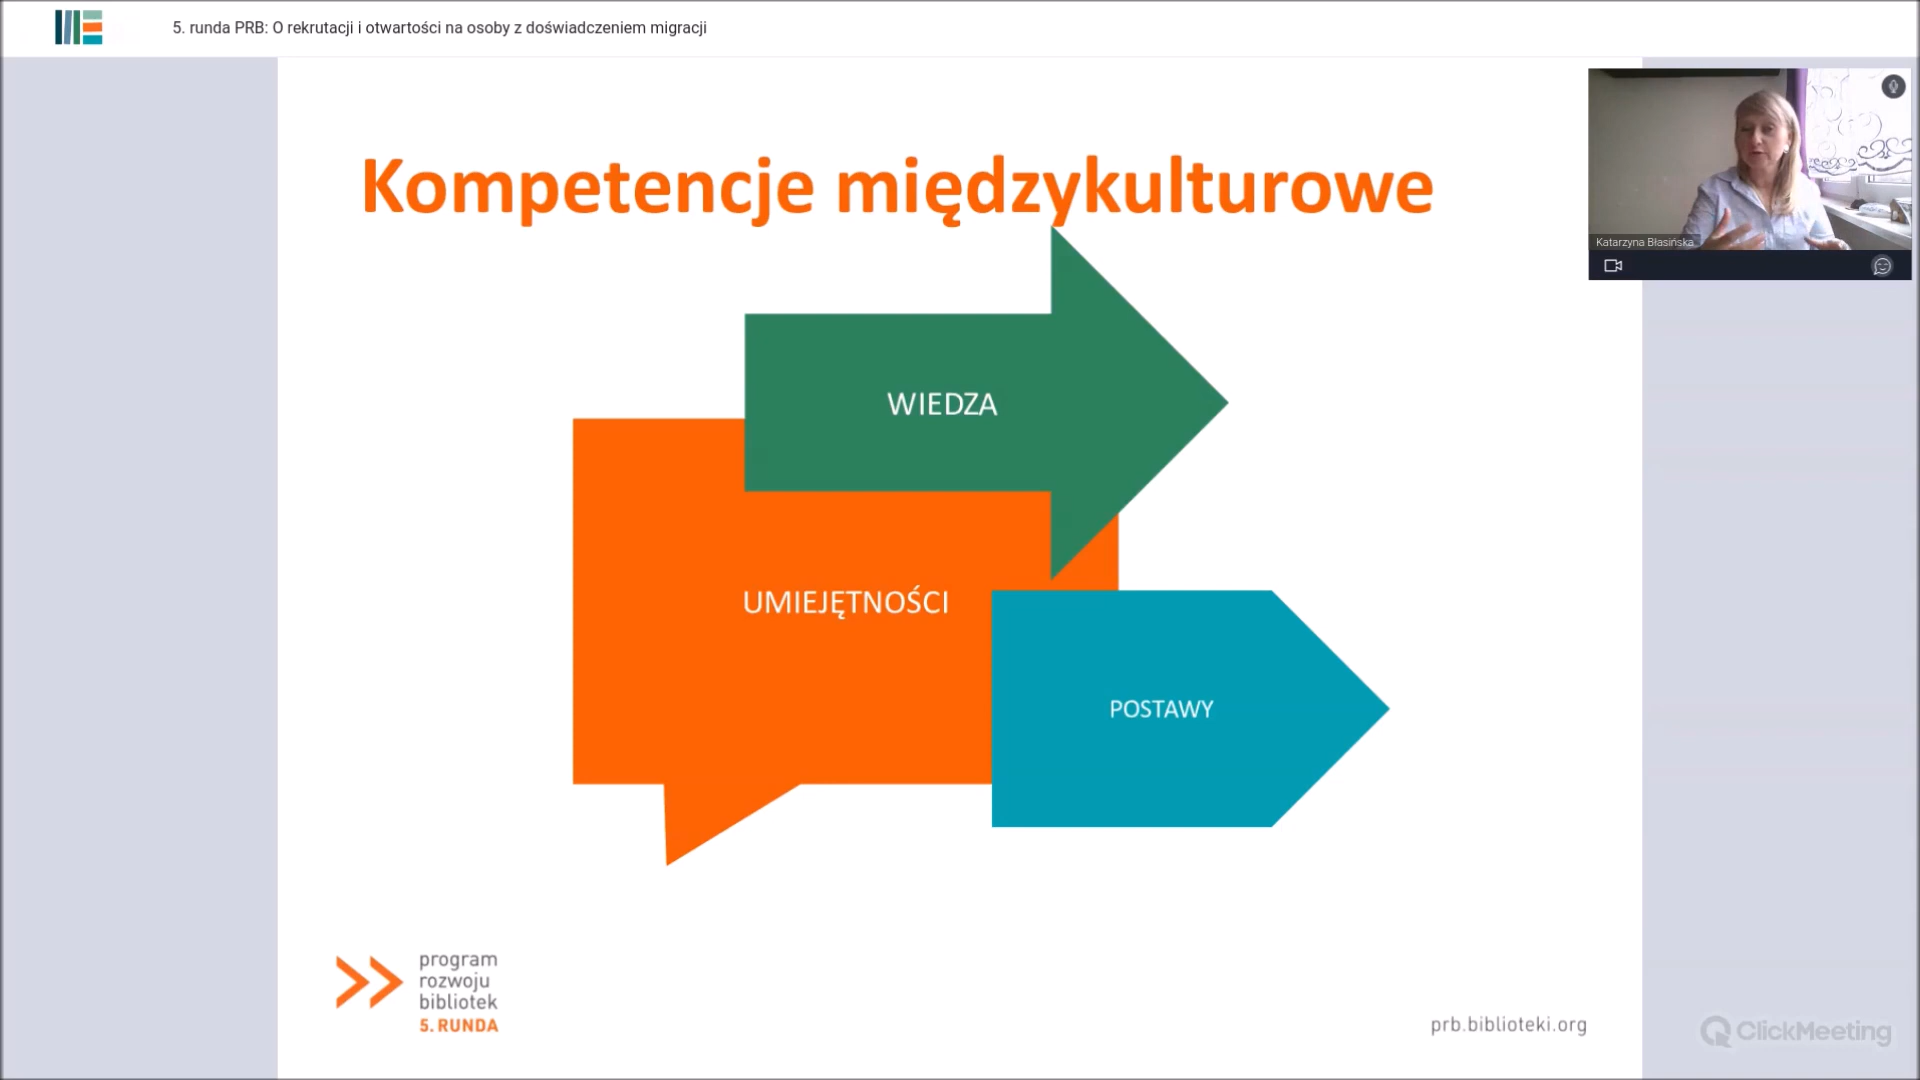 5. runda PRB: O rekrutacji i otwartości na osoby z doświadczeniem migracji
Kompetencje międzykulturowe
Katarzyna Błasińska
WIEDZA
UMIEJĘTNOŚCI
POSTAWY
program
rozwoju
bibliotek
5. RUNDA
prb.biblioteki.org
ClickMeeting